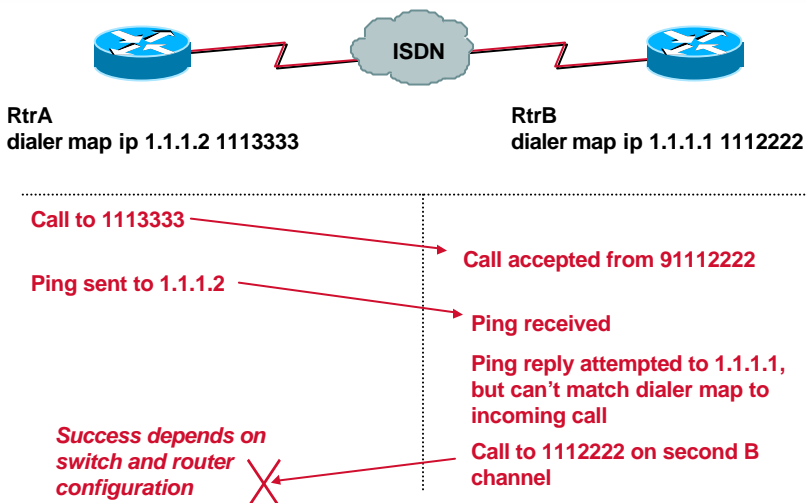 ISDN
RtrA
dialer map ip 1.1.1.2 1113333
RtrB
dialer map ip 1.1.1.1 1112222
Call to 1113333
Call accepted from 91112222
Ping sent to 1.1.1.2
Ping received
Ping reply attempted to 1.1.1.1,
but can't match dialer map to
incoming call
Success depends on
switch and router
configuration
Call to 1112222 on second B
channel